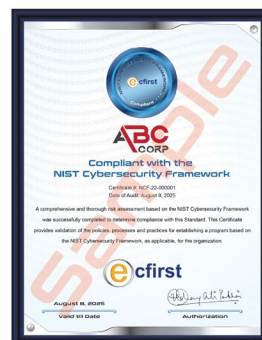 ecfirst
Compliant
ABC
CORP
Compliant with the
NIST Cybersecurity Framework
Certificate #: NCF-22-000001
Date of Audit: August 9, 2025
A comprehensive and thorough risk assessment based on the NIST Cybersecurity Framework
was successfully completed to determine compliance with this Standard. This Certificate
provides validation of the policies, processes and practices for establishing a program based on
the NIST Cybersecurity Framework, as applicable, for the organization.
ecfirst
August 8, 2026
Valid till Date
Authorization
Sample